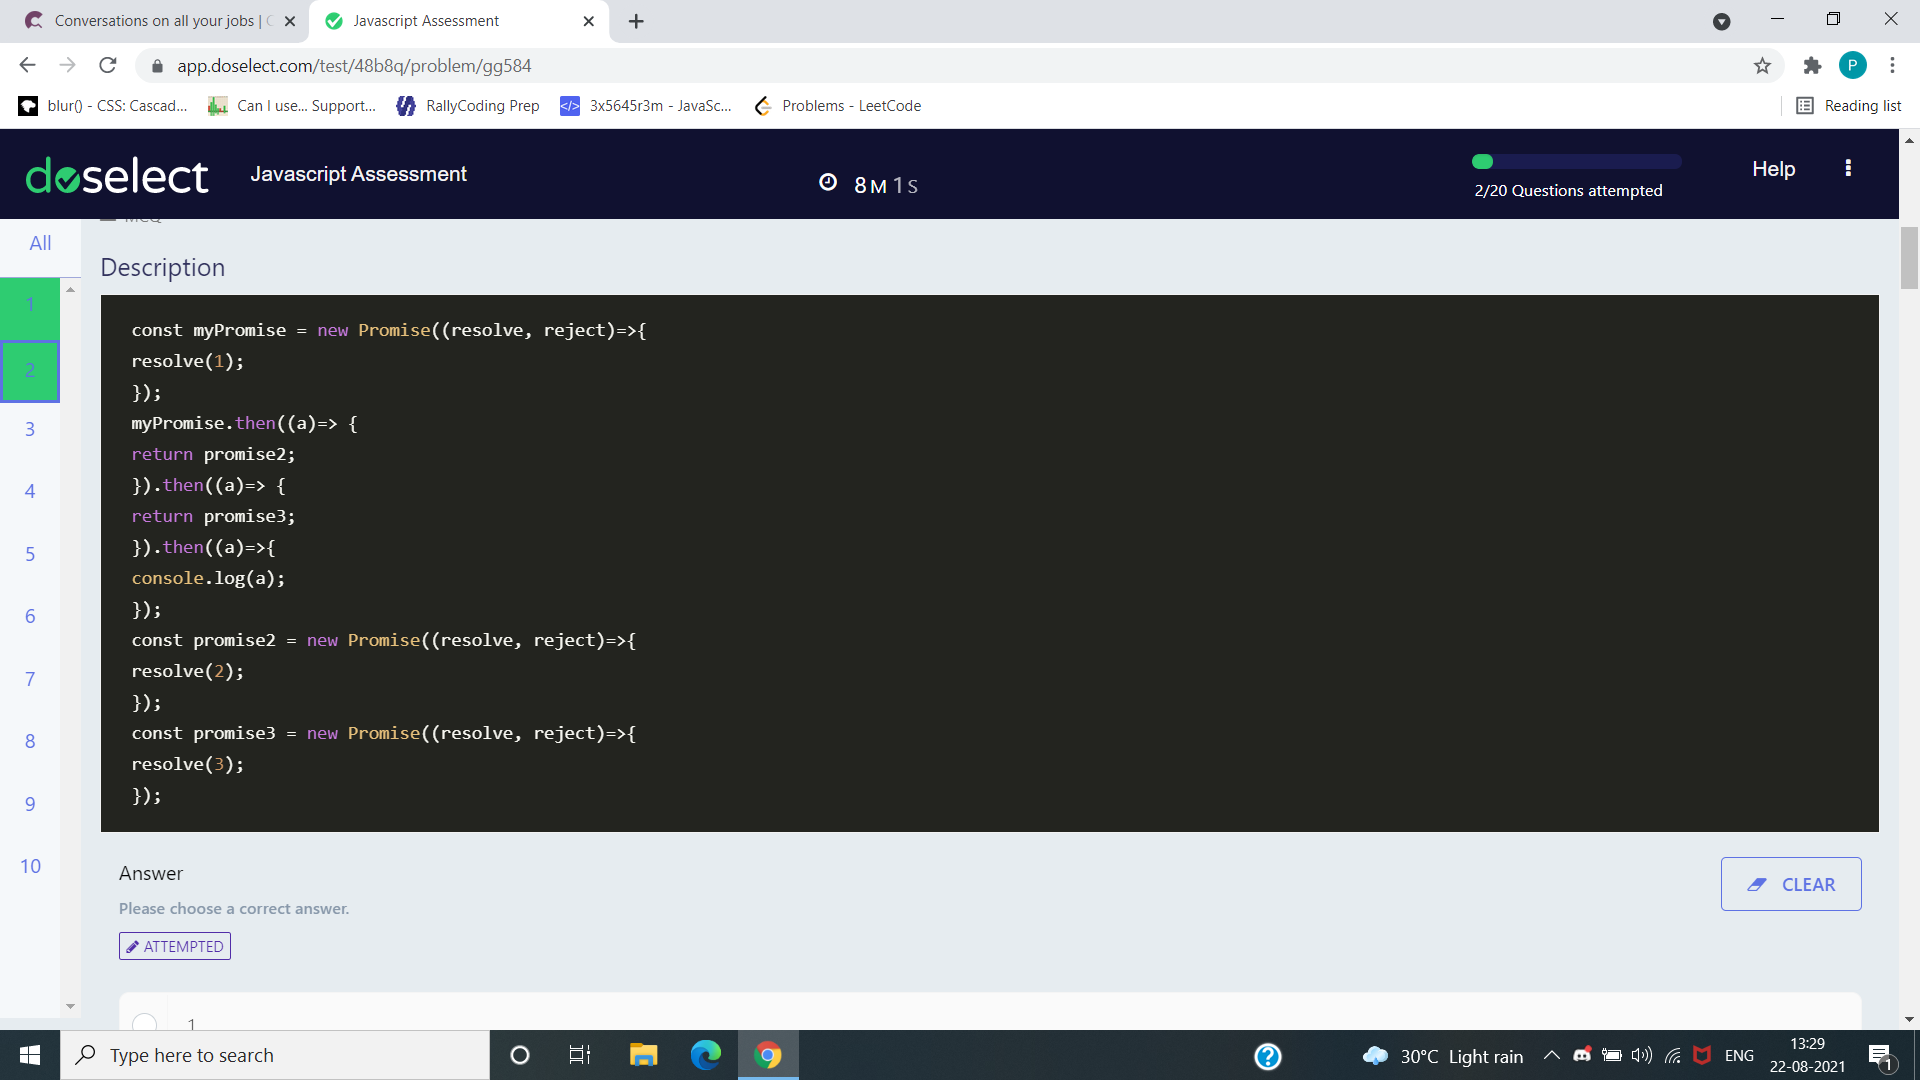 Conversations on all your jobs | C
Javascript Assessment
app.doselect.com/test/48b8q/problem/gg584
P
blur() - CSS: Cascad...
Can I use... Support...
RallyCoding Prep
3x5645r3m - JavaSc...
Problems - LeetCode
Reading list
doselect
Javascript Assessment
8M 1S
2/20 Questions attempted
Help
MCQ
All
Description
1
2
3
4
5
6
7
8
9
10
const myPromise = new Promise((resolve, reject)=>{
resolve(1);
});
myPromise.then((a)=> {
return promise2;
}).then((a)=> {
return promise3;
}).then((a)=>{
console.log(a);
});
const promise2 = new Promise((resolve, reject)=>{
resolve(2);
});
const promise3 = new Promise((resolve, reject)=>{
resolve(3);
});
Answer
Please choose a correct answer.
ATTEMPTED
CLEAR
1
Type here to search
30°C Light rain
ENG
13:29
22-08-2021
1